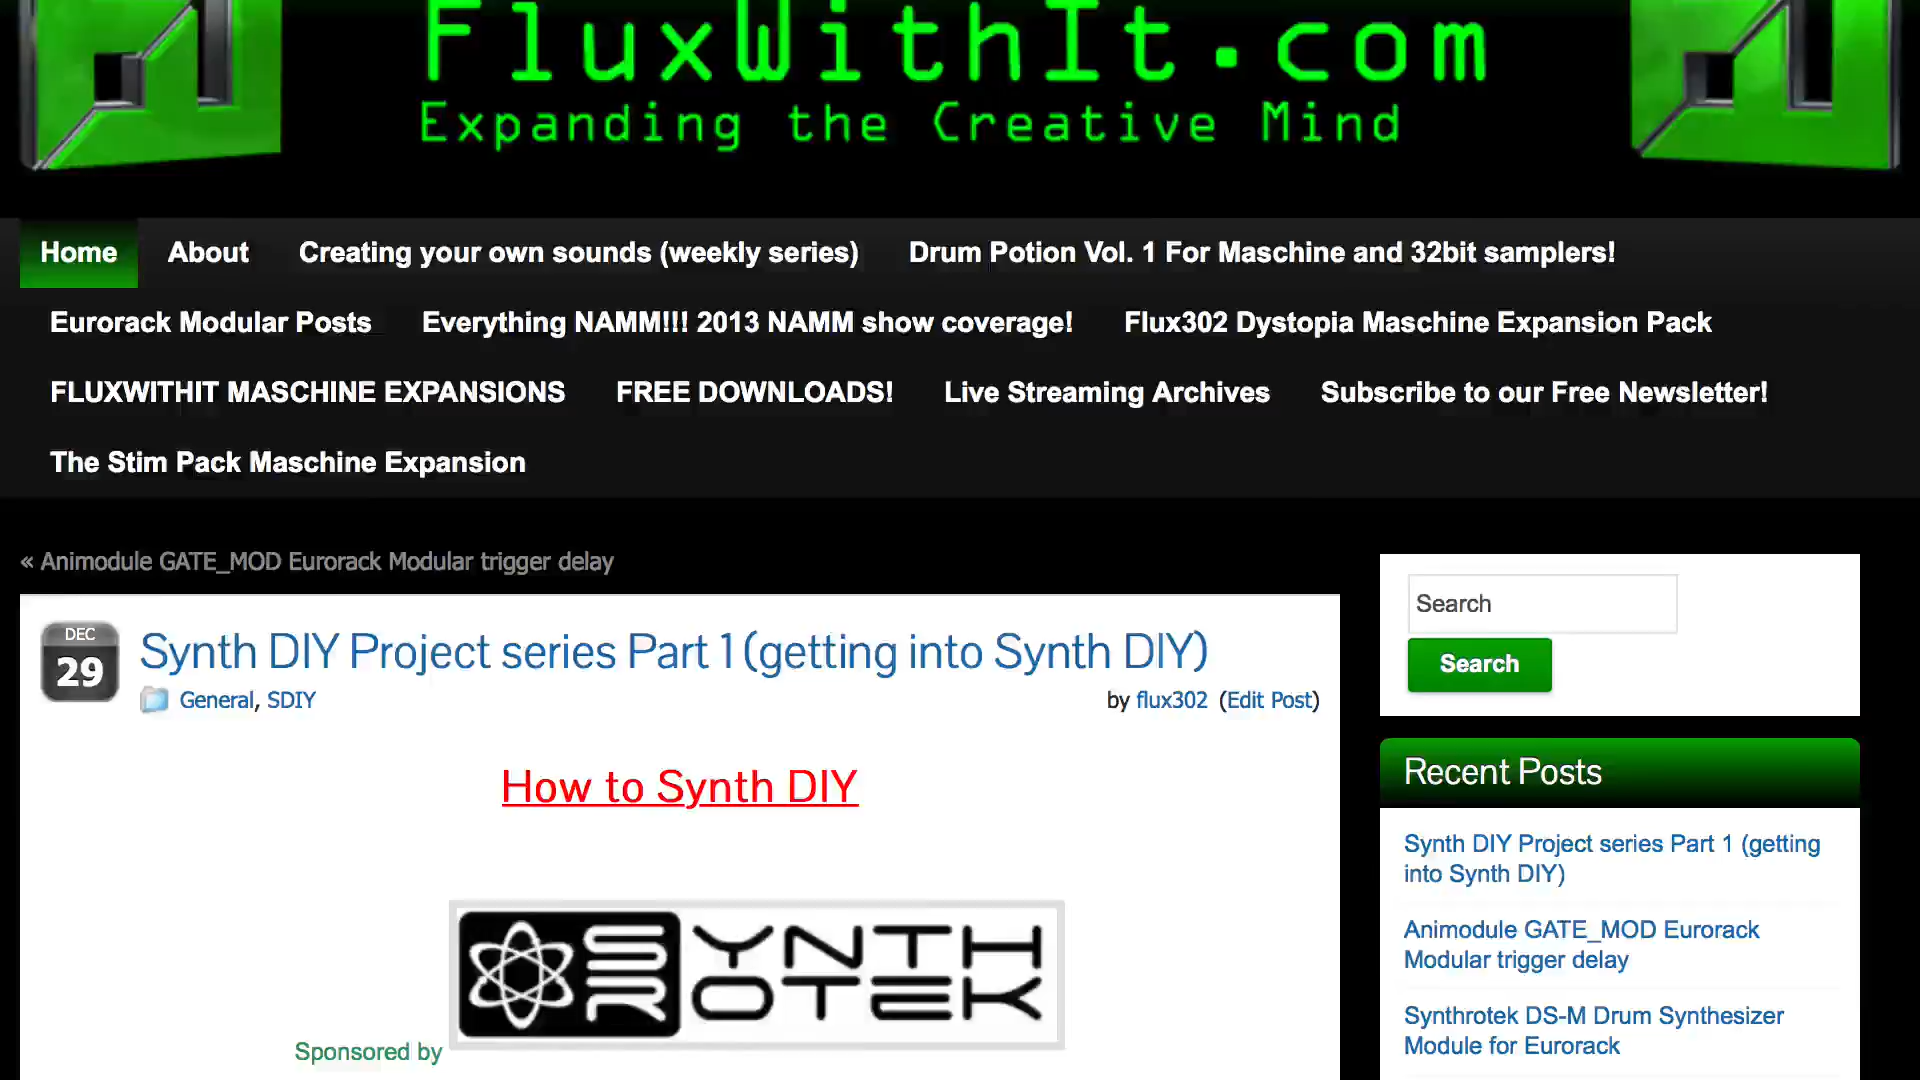 FluxWithIt.com
Expanding the Creative Mind
Home About Creating your own sounds (weekly series) Drum Potion Vol. 1 For Maschine and 32bit samplers!
Eurorack Modular Posts Everything NAMM!!! 2013 NAMM show coverage! Flux302 Dystopia Maschine Expansion Pack
FLUXWITHIT MASCHINE EXPANSIONS FREE DOWNLOADS! Live Streaming Archives Subscribe to our Free Newsletter!
The Stim Pack Maschine Expansion
« Animodule GATE_MOD Eurorack Modular trigger delay
DEC
29
Synth DIY Project series Part 1 (getting into Synth DIY)
General, SDIY
by flux302 (Edit Post)
How to Synth DIY
Sponsored by
SR
SYNTH
ROTEK
Search
Search
Recent Posts
Synth DIY Project series Part 1 (getting
into Synth DIY)
Animodule GATE_MOD Eurorack
Modular trigger delay
Synthrotek DS-M Drum Synthesizer
Module for Eurorack